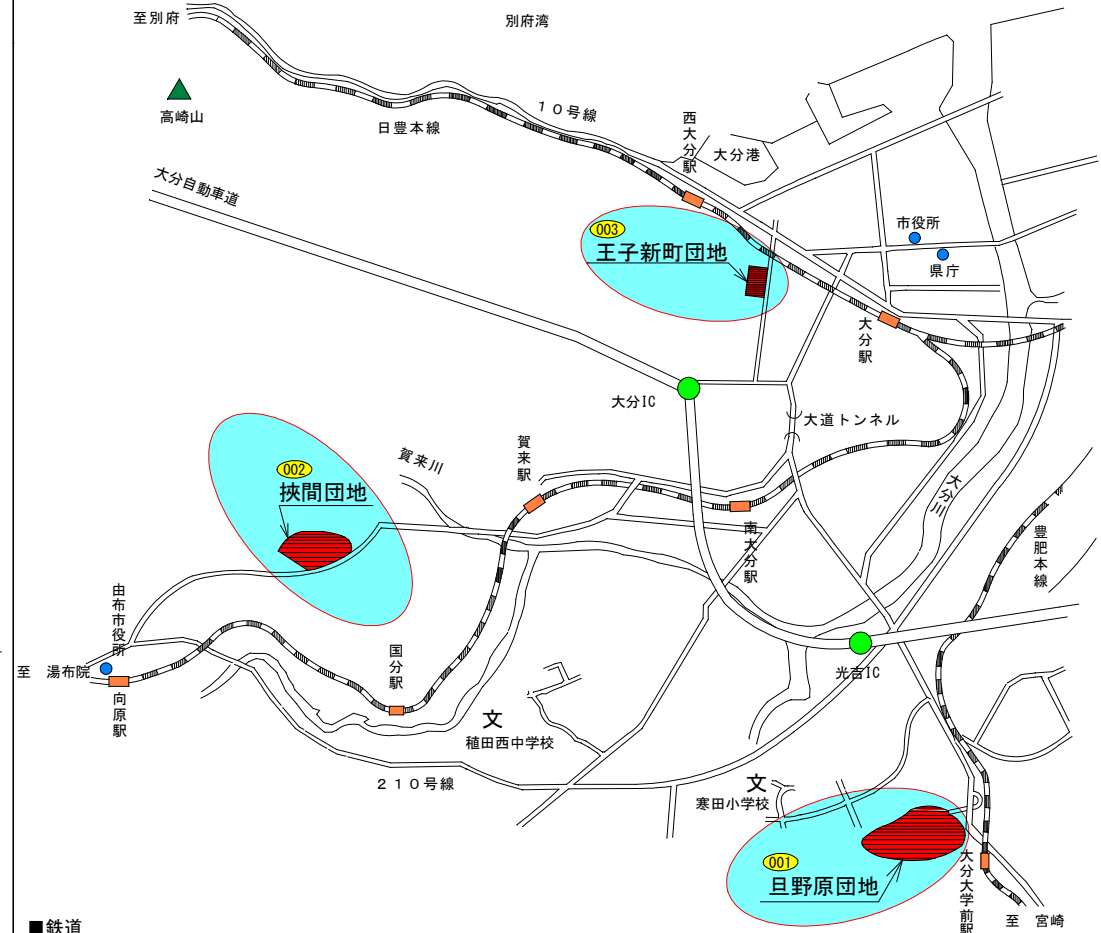 至別府
別府湾
高崎山
日豊本線
10号線
西大分駅
大分港
大分自動車道
003
王子新町団地
市役所
県庁
大分駅
大分IC
大道トンネル
賀来川
賀来駅
002
挾間団地
大分川
南大分駅
豊肥本線
由布市役所
至 湯布院
向原駅
国分駅
光吉IC
文
稙田西中学校
210号線
文
寒田小学校
001
旦野原団地
大分大学前駅
至 宮崎
■鉄道